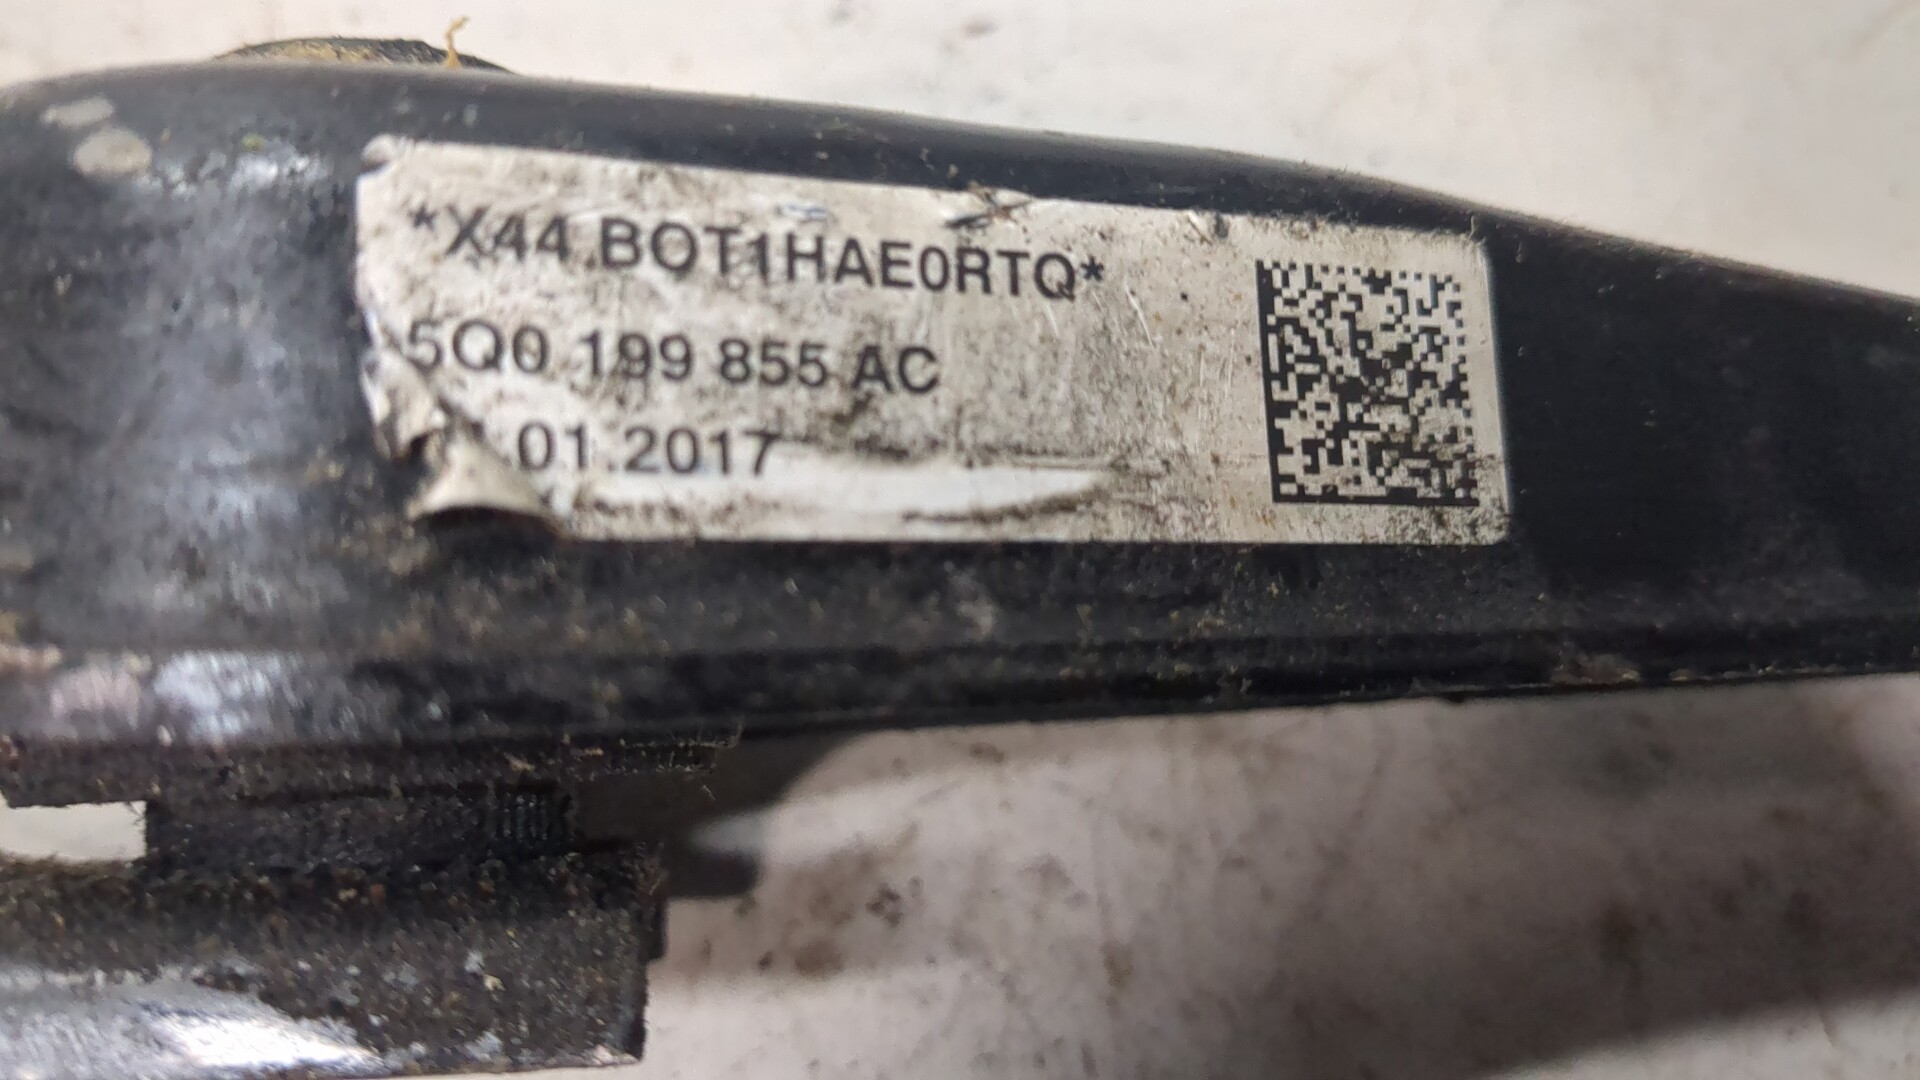 *X44.BOT1HAE0RTQ*
5Q0 199 855 AC
.01.2017